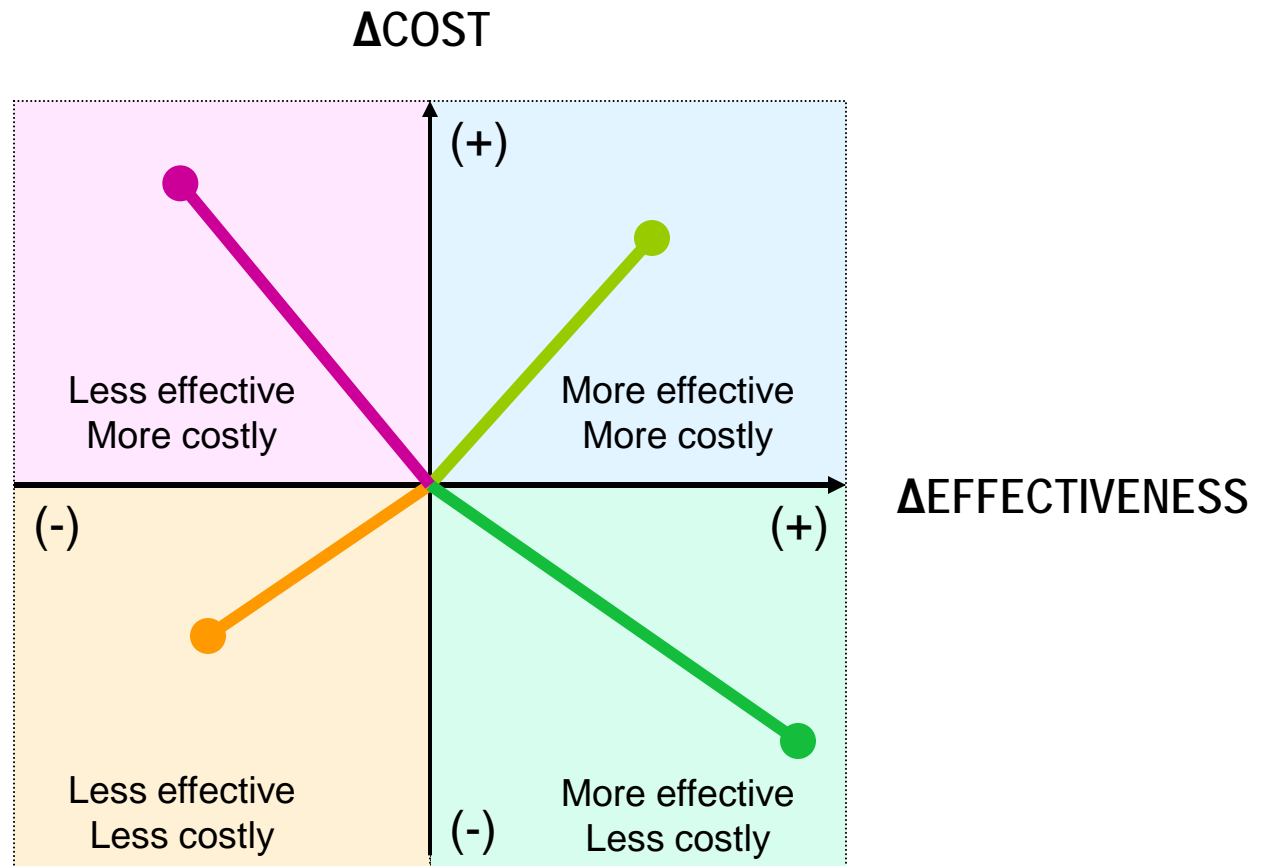 ΔCOST
(+)
Less effective
More costly
More effective
More costly
(-)
(+)
ΔEFFECTIVENESS
Less effective
Less costly
(-)
More effective
Less costly